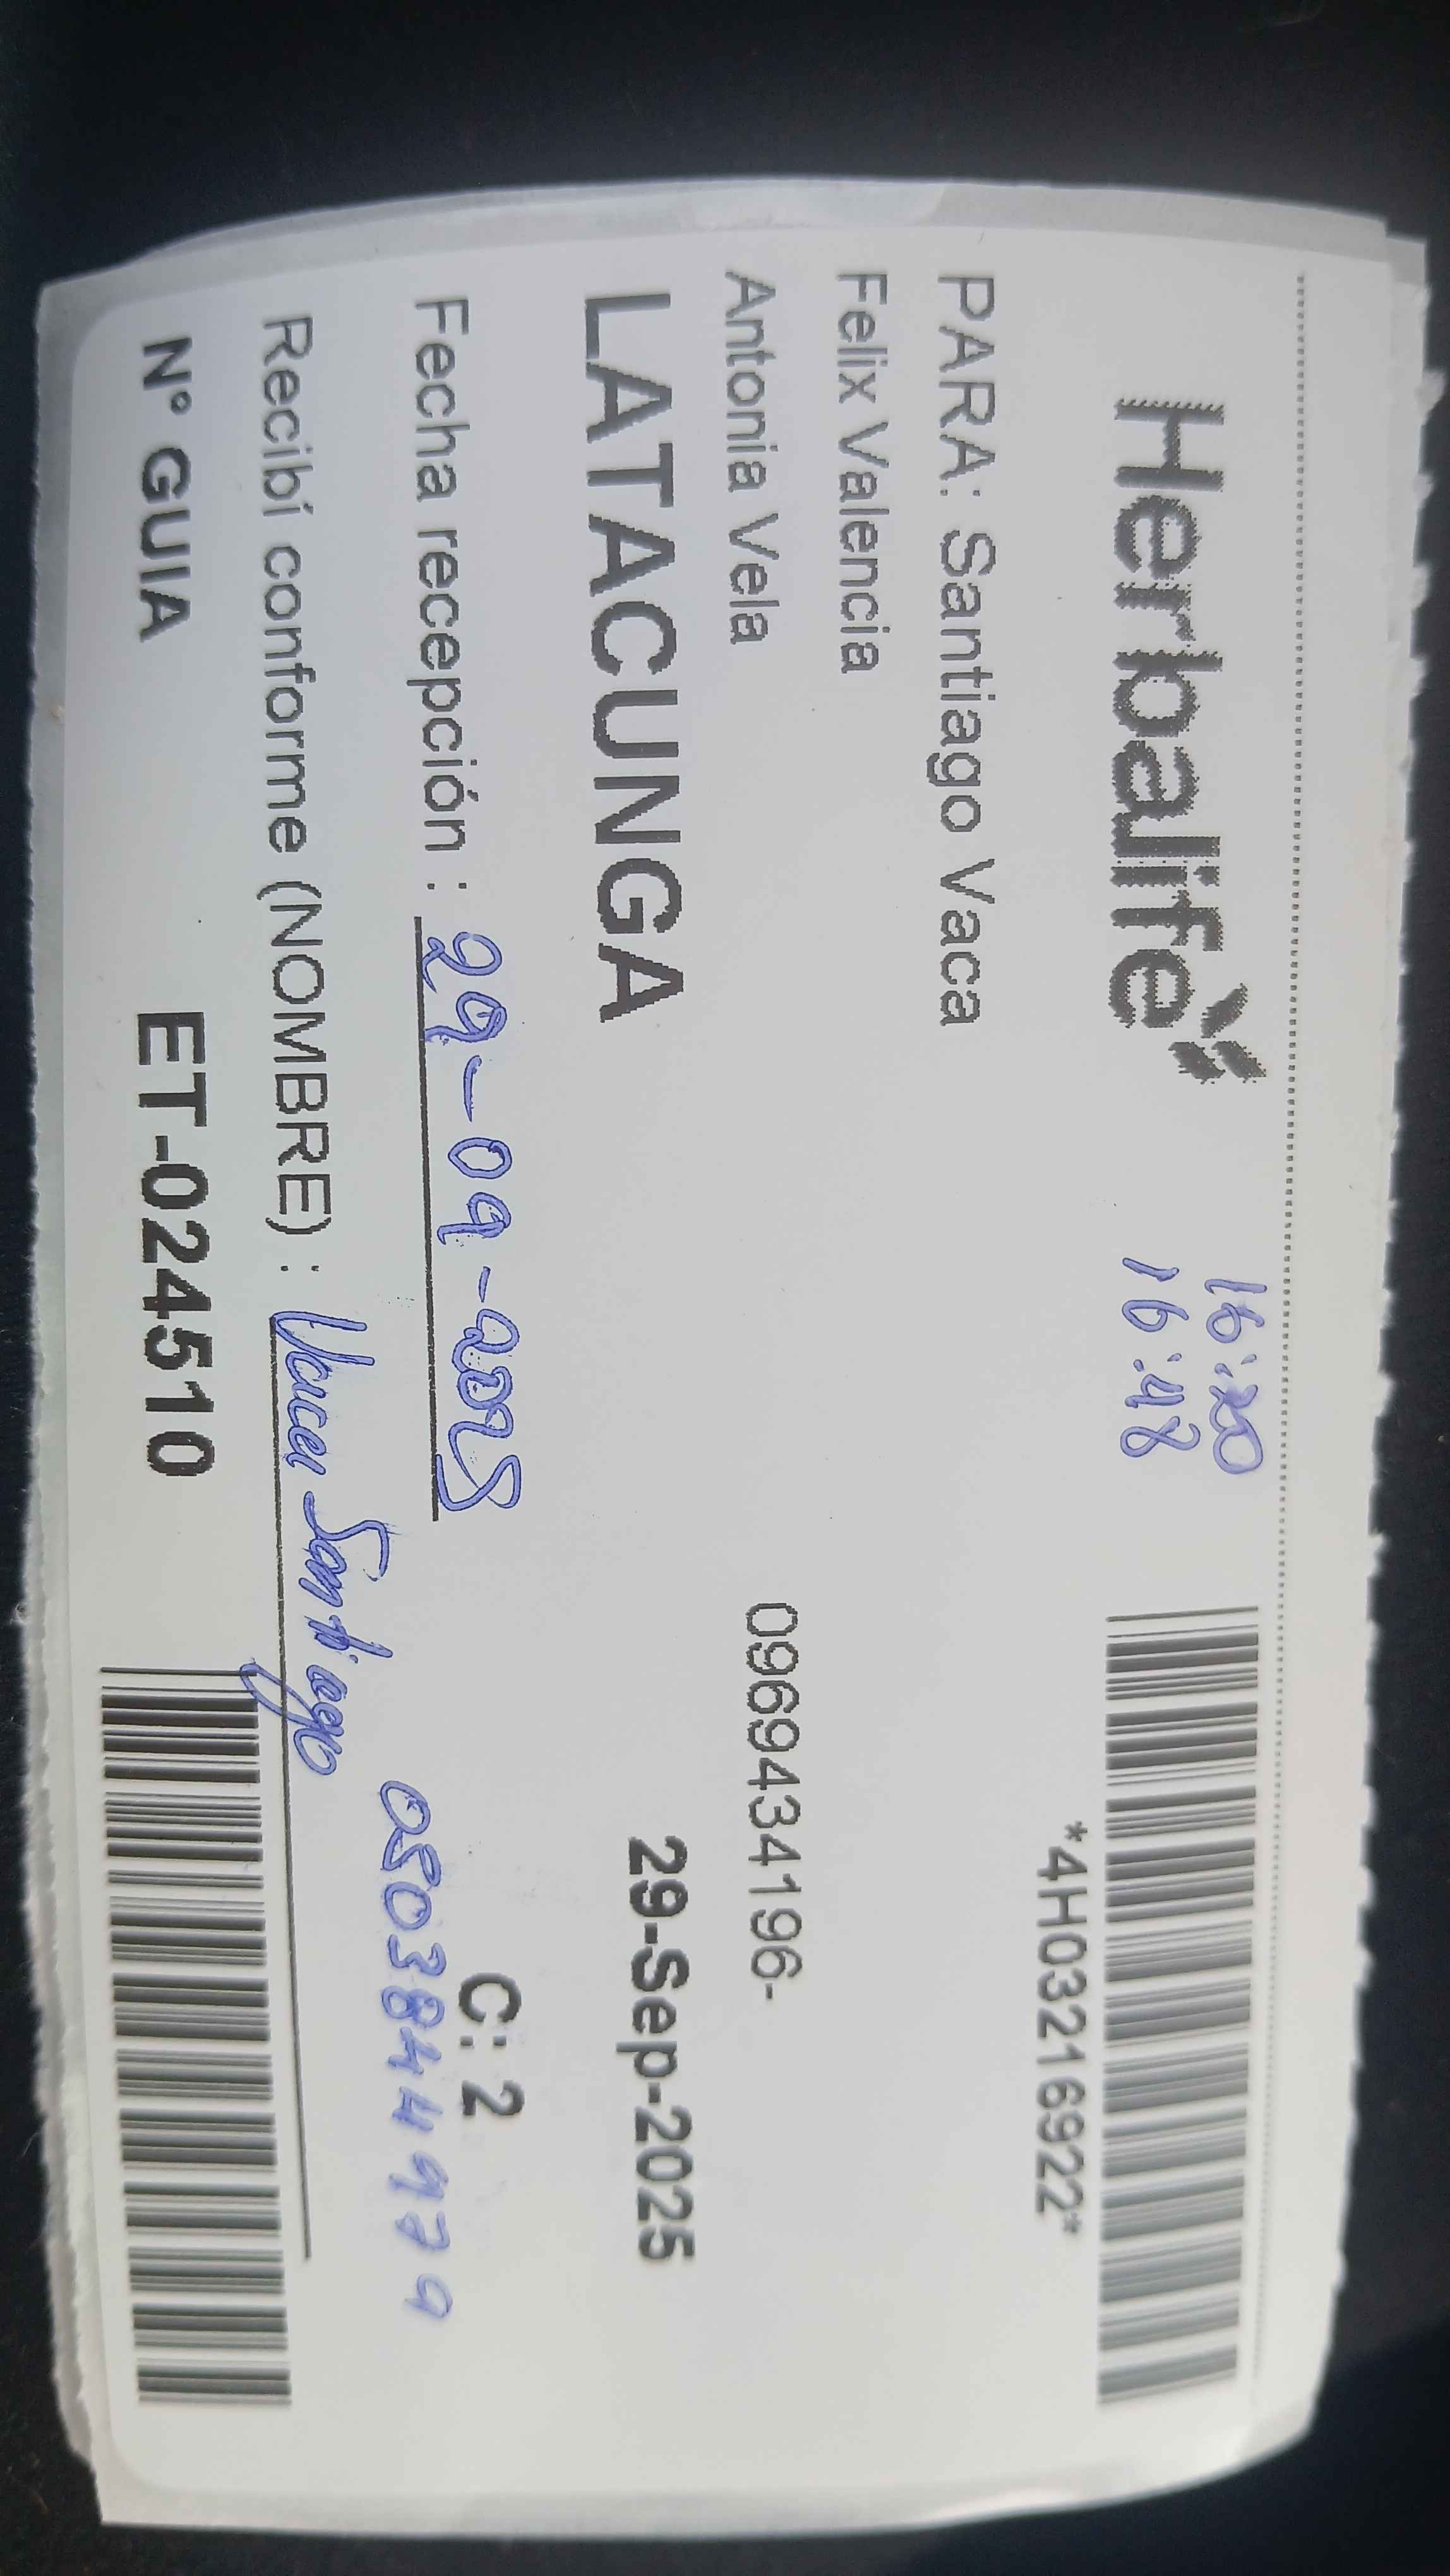 Herbalife
16:20
16:48
*4H03216922*
PARA: Santiago Vaca
Felix Valencia
Antonia Vela
0969434196-
LATACUNGA
29-Sep-2025
Fecha recepción : 29-09-2025
C: 2
0503844979
Recibí conforme (NOMBRE) : Vaca Santiago
N° GUIA ET-024510